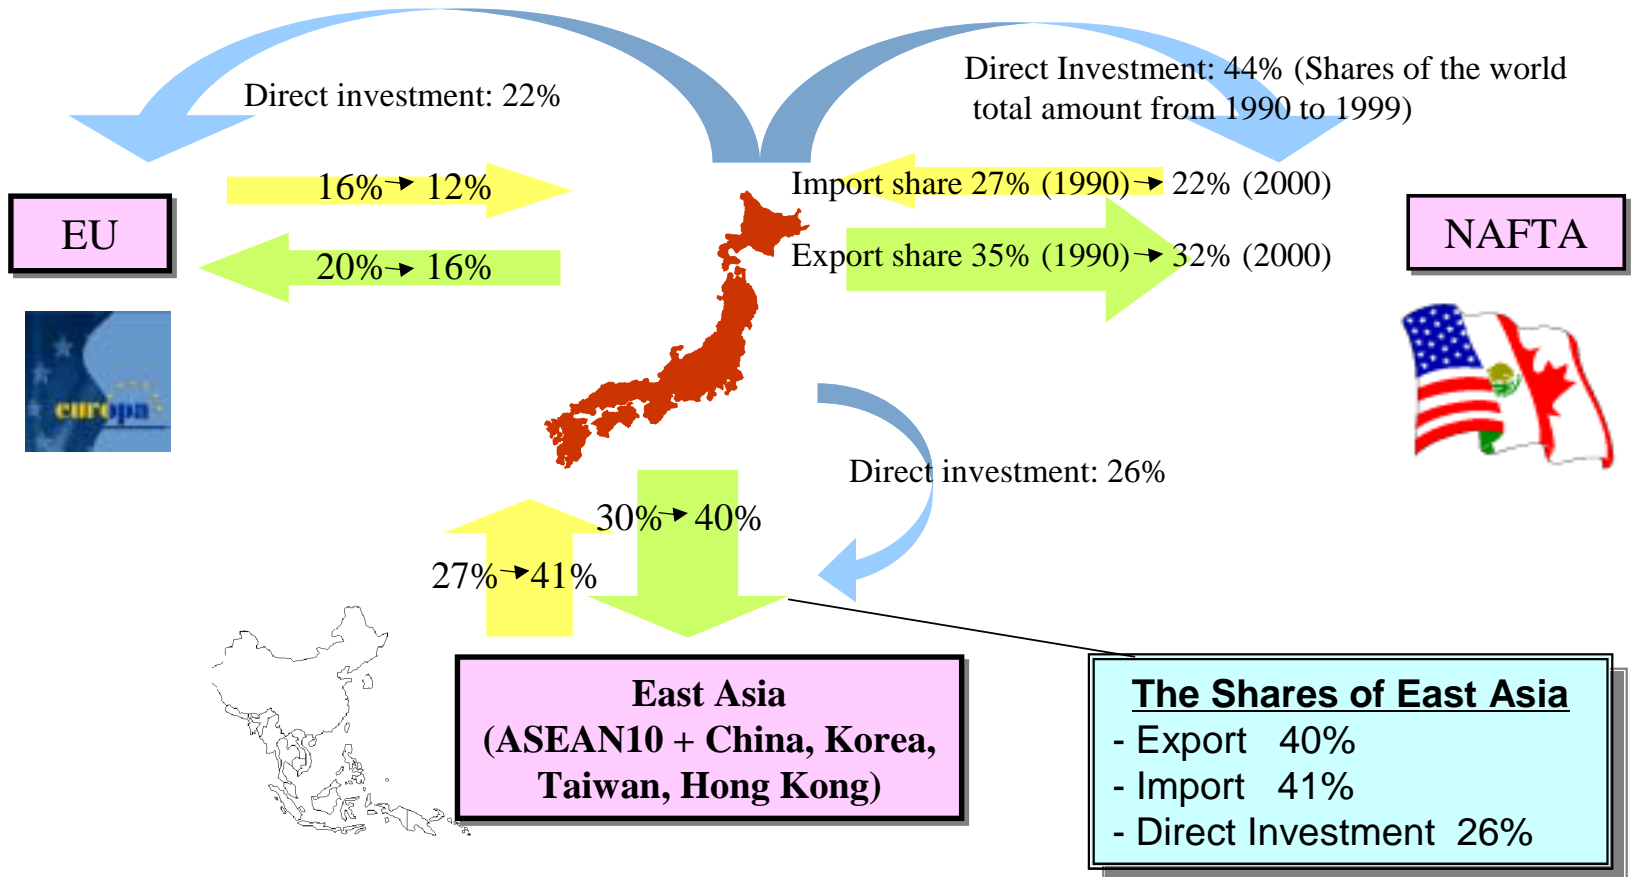 Direct investment: 22%
Direct Investment: 44% (Shares of the world
total amount from 1990 to 1999)
16% → 12%
Import share 27% (1990) → 22% (2000)
EU
NAFTA
20% → 16%
Export share 35% (1990) → 32% (2000)
europa
Direct investment: 26%
30% → 40%
27% → 41%
East Asia
(ASEAN10 + China, Korea,
Taiwan, Hong Kong)
The Shares of East Asia
- Export 40%
- Import 41%
- Direct Investment 26%